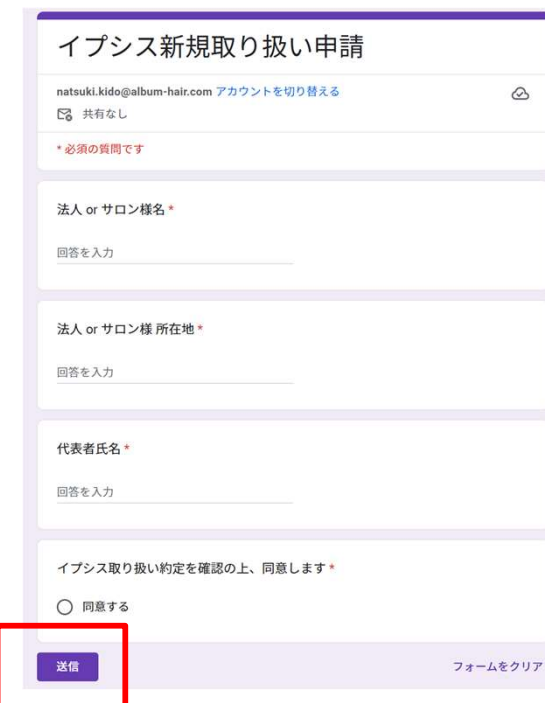 イプシス新規取り扱い申請
natsuki.kido@album-hair.com アカウントを切り替える
共有なし
* 必須の質問です
法人 or サロン様名 *
回答を入力
法人 or サロン様 所在地 *
回答を入力
代表者氏名 *
回答を入力
イプシス取り扱い約定を確認の上、同意します *
同意する
送信 フォームをクリア